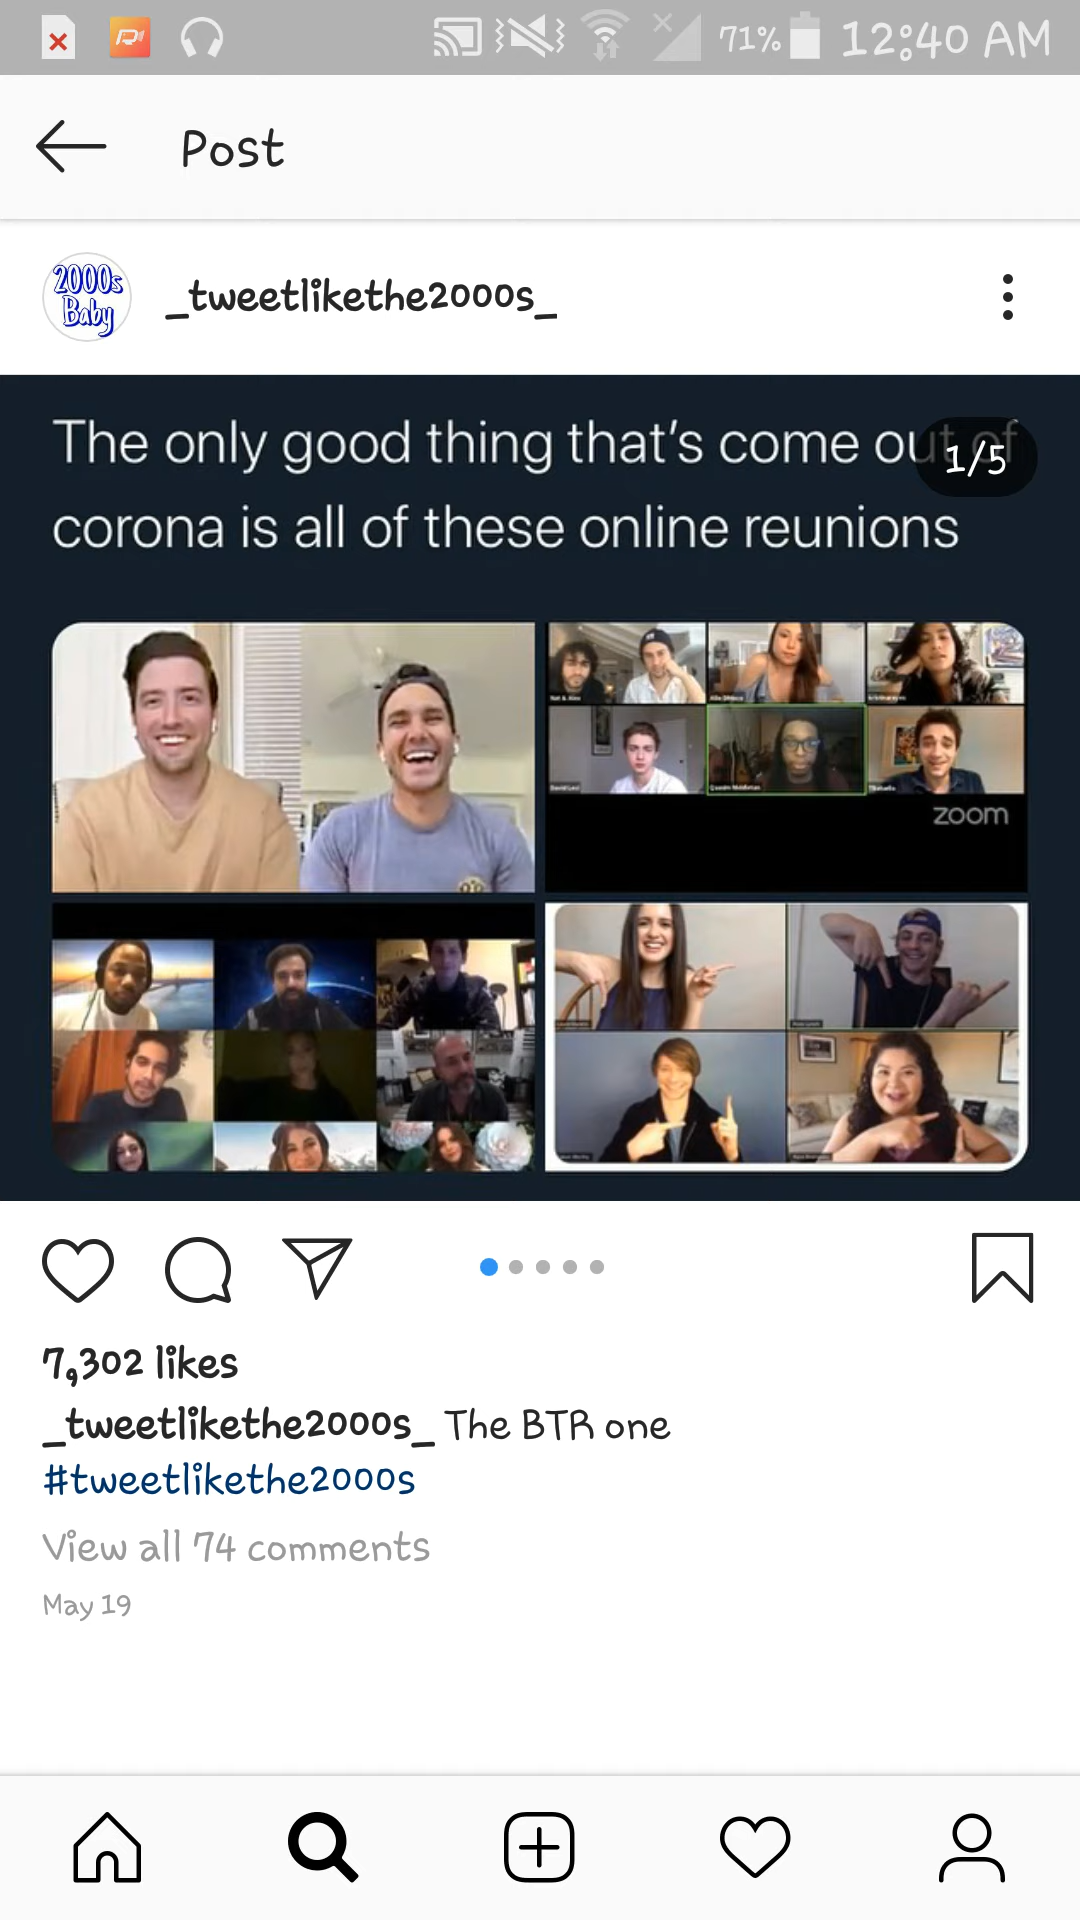 71% 12:40 AM
Post
2000s
Baby
_tweetlikethe2000s_
The only good thing that's come out of
1/5
corona is all of these online reunions
zoom
7,302 likes
_tweetlikethe2000s_ The BTR one
#tweetlikethe2000s
View all 74 comments
May 19